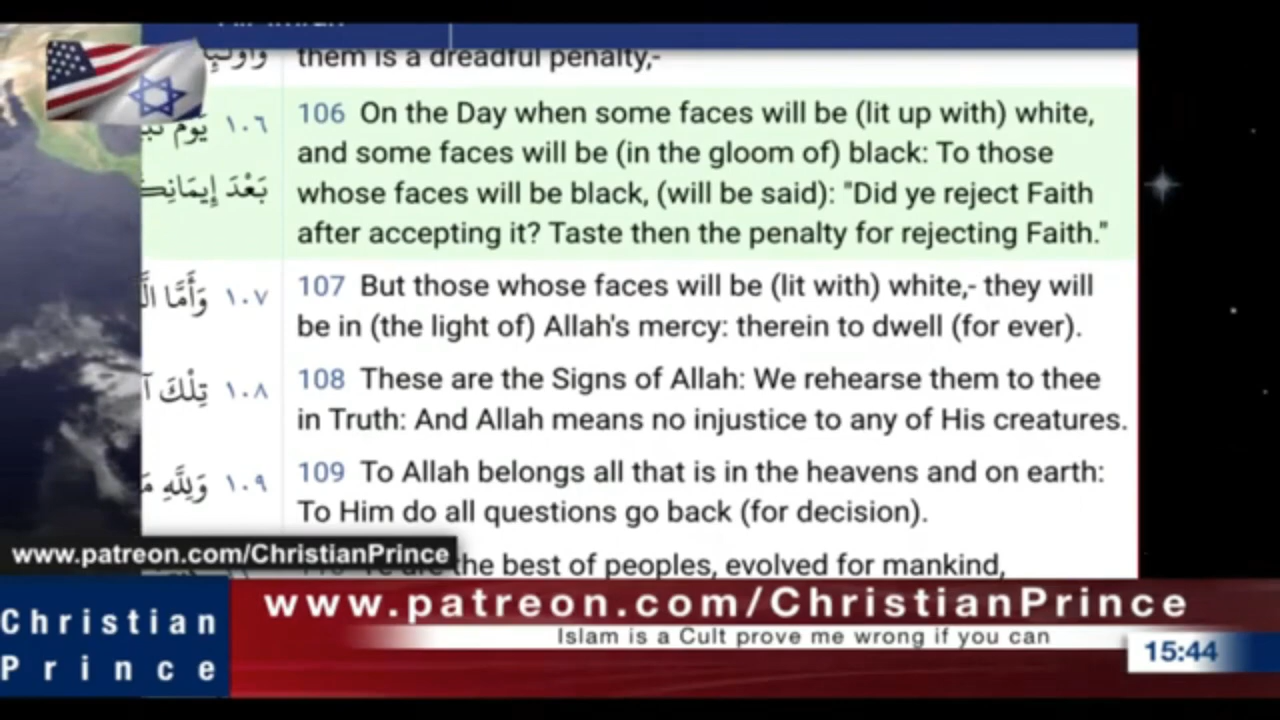 them is a dreadful penalty,-
١٠٦ يَوْمَ
106 On the Day when some faces will be (lit up with) white,
and some faces will be (in the gloom of) black: To those
بَعْدَ
whose faces will be black, (will be said): "Did ye reject Faith
after accepting it? Taste then the penalty for rejecting Faith."
١٠٧ وَأَمَّا
107 But those whose faces will be (lit with) white,- they will
be in (the light of) Allah's mercy: therein to dwell (for ever).
١٠٨ تِلْكَ
108 These are the Signs of Allah: We rehearse them to thee
in Truth: And Allah means no injustice to any of His creatures.
١٠٩ وَلِلَّهِ
109 To Allah belongs all that is in the heavens and on earth:
To Him do all questions go back (for decision).
www.patreon.com/ChristianPrince
the best of peoples, evolved for mankind,
Christian
Prince
www.patreon.com/ChristianPrince
Islam is a Cult prove me wrong if you can
15:44